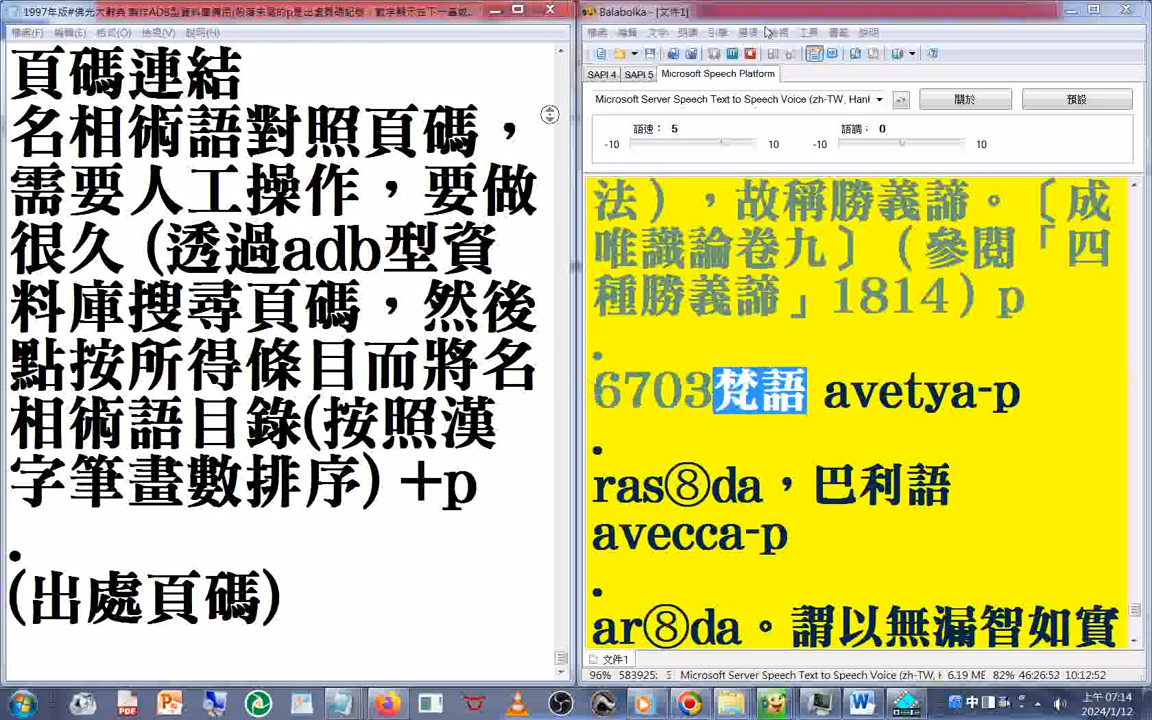 頁碼連結
名相術語對照頁碼，
需要人工操作，要做
很久 (透過adb型資
料庫搜尋頁碼，然後
點按所得條目而將名
相術語目錄(按照漢
字筆畫數排序) +p
.
(出處頁碼)
Balabolka - [文件1]
SAPI 4 SAPI 5 Microsoft Speech Platform
Microsoft Server Speech Text to Speech Voice (zh-TW, Hanl
關於
預設
語速： 5
語調： 0
-10 10 -10 10
法），故稱勝義諦。〔成
唯識論卷九〕（參閱「四
種勝義諦」1814）p
.
6703梵語 avetya-p
.
ras⑧da，巴利語
avecca-p
.
ar⑧da。謂以無漏智如實
文件1
96% 583925 Microsoft Server Speech Text to Speech Voice (zh-TW, 6.19 ME 82% 46:26:52 10:12:52
上午 07:14
2024/1/12